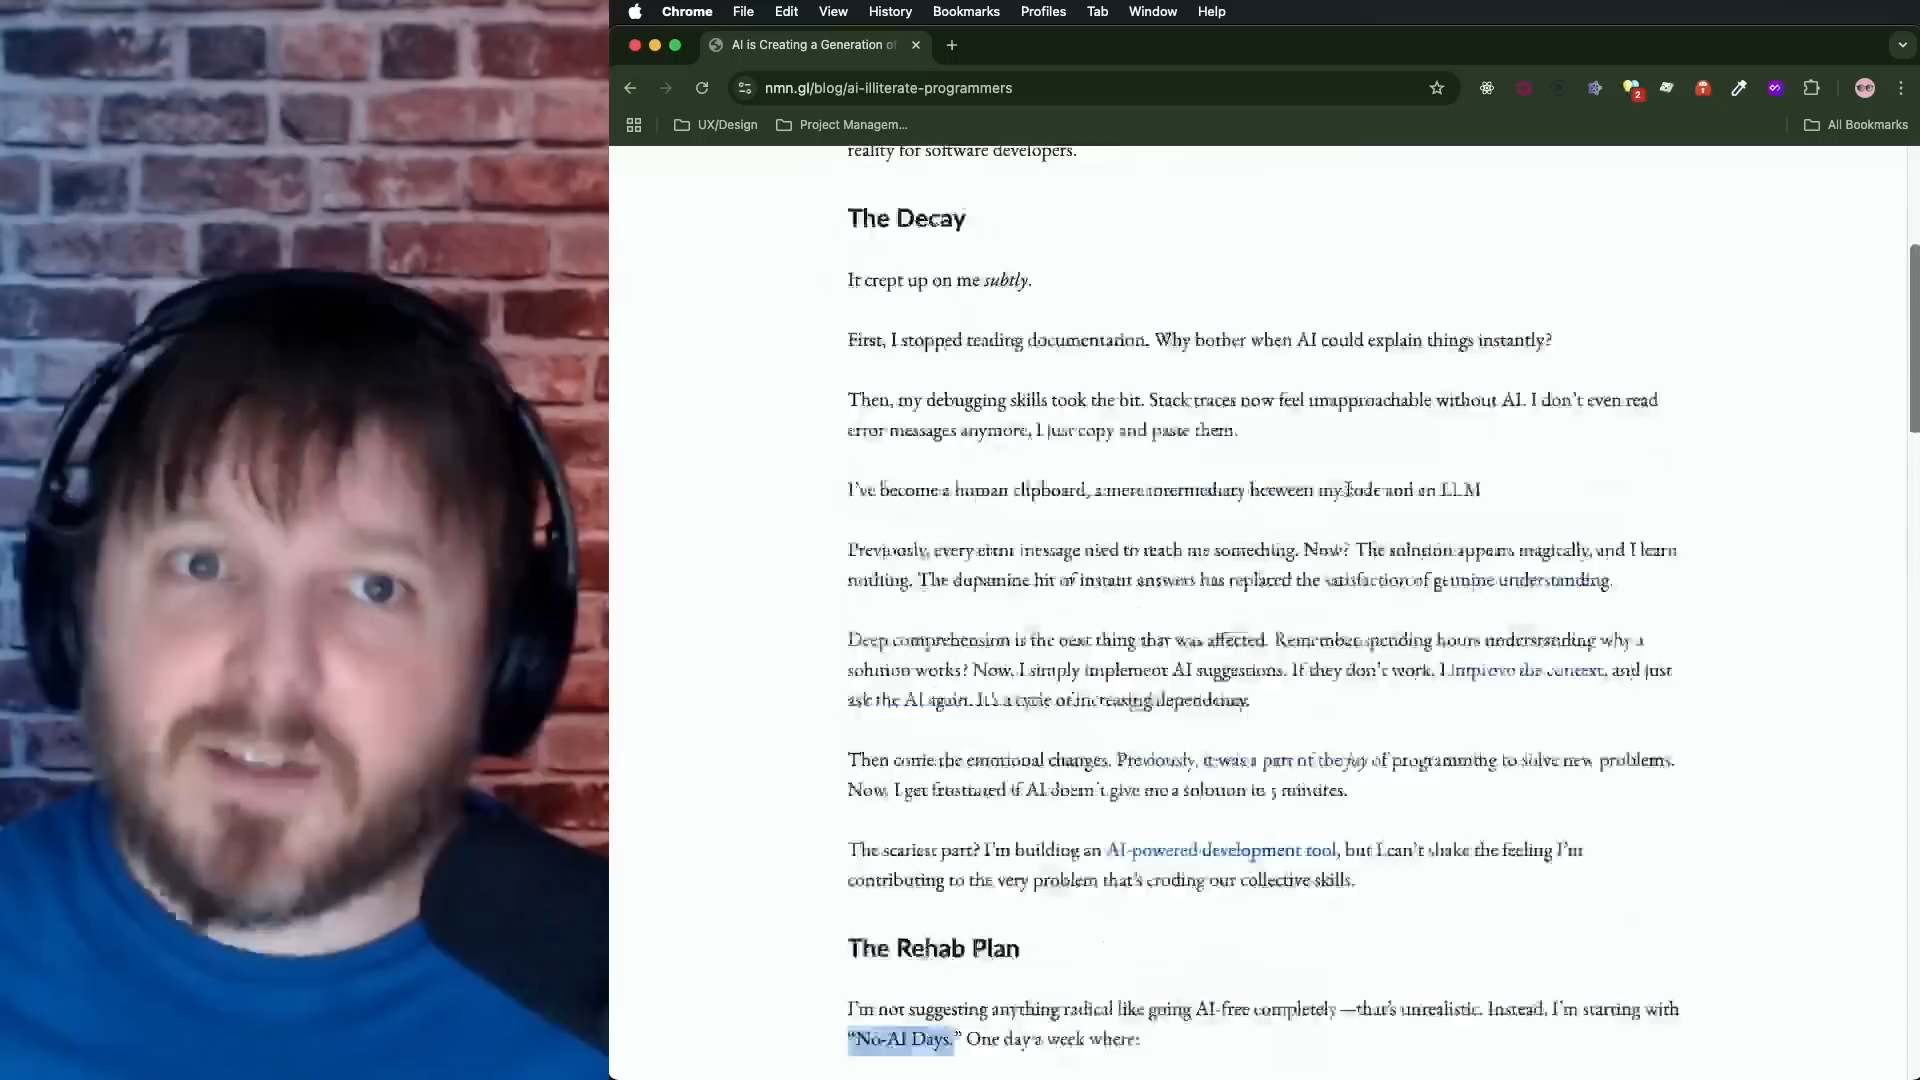 Chrome File Edit View History Bookmarks Profiles Tab Window Help
AI is Creating a Generation of
nmn.gl/blog/ai-illiterate-programmers
2
UX/Design Project Managem... All Bookmarks
reality for software developers.
The Decay
It crept up on me subtly.
First, I stopped reading documentation. Why bother when AI could explain things instantly?
Then, my debugging skills took the hit. Stack traces now feel unapproachable without AI. I don't even read
error messages anymore, I just copy and paste them.
I've become a human clipboard, a mere intermediary between my code and an LLM
Previously, every error message used to teach me something. Now? The solution appears magically, and I learn
nothing. The dopamine hit of instant answers has replaced the satisfaction of genuine understanding.
Deep comprehension is the next thing that was affected. Remember spending hours understanding why a
solution works? Now, I simply implement AI suggestions. If they don't work, I improve the context, and just
ask the AI again. It's a cycle of increasing dependency.
Then come the emotional changes. Previously, it was a part of the joy of programming to solve new problems.
Now, I get frustrated if AI doesn't give me a solution in 5 minutes.
The scariest part? I'm building an AI-powered development tool, but I can't shake the feeling I'm
contributing to the very problem that's eroding our collective skills.
The Rehab Plan
I'm not suggesting anything radical like going AI-free completely—that's unrealistic. Instead, I'm starting with
“No-AI Days.” One day a week where: